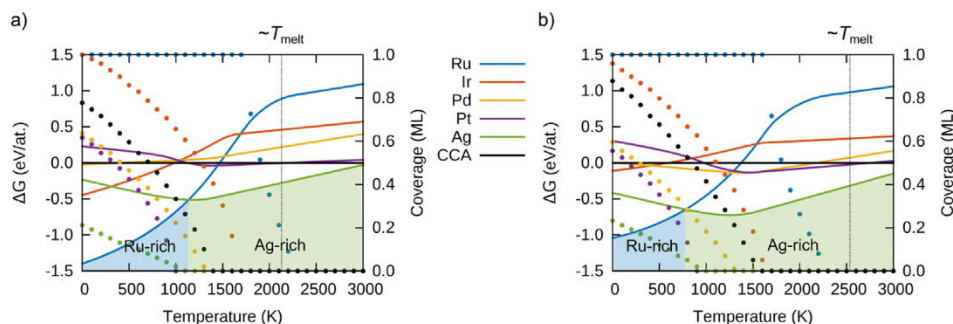 a)
~Tmelt
1.5
1.0
0.5
0.0
-0.5
-1.0
-1.5
ΔG (eV/at.)
1.0
0.8
0.6
0.4
0.2
0.0
Coverage (ML)
Ru-rich
Ag-rich
0 500 1000 1500 2000 2500 3000
Temperature (K)
Ru
Ir
Pd
Pt
Ag
CCA
b)
~Tmelt
1.5
1.0
0.5
0.0
-0.5
-1.0
-1.5
ΔG (eV/at.)
1.0
0.8
0.6
0.4
0.2
0.0
Coverage (ML)
Ru-rich
Ag-rich
0 500 1000 1500 2000 2500 3000
Temperature (K)